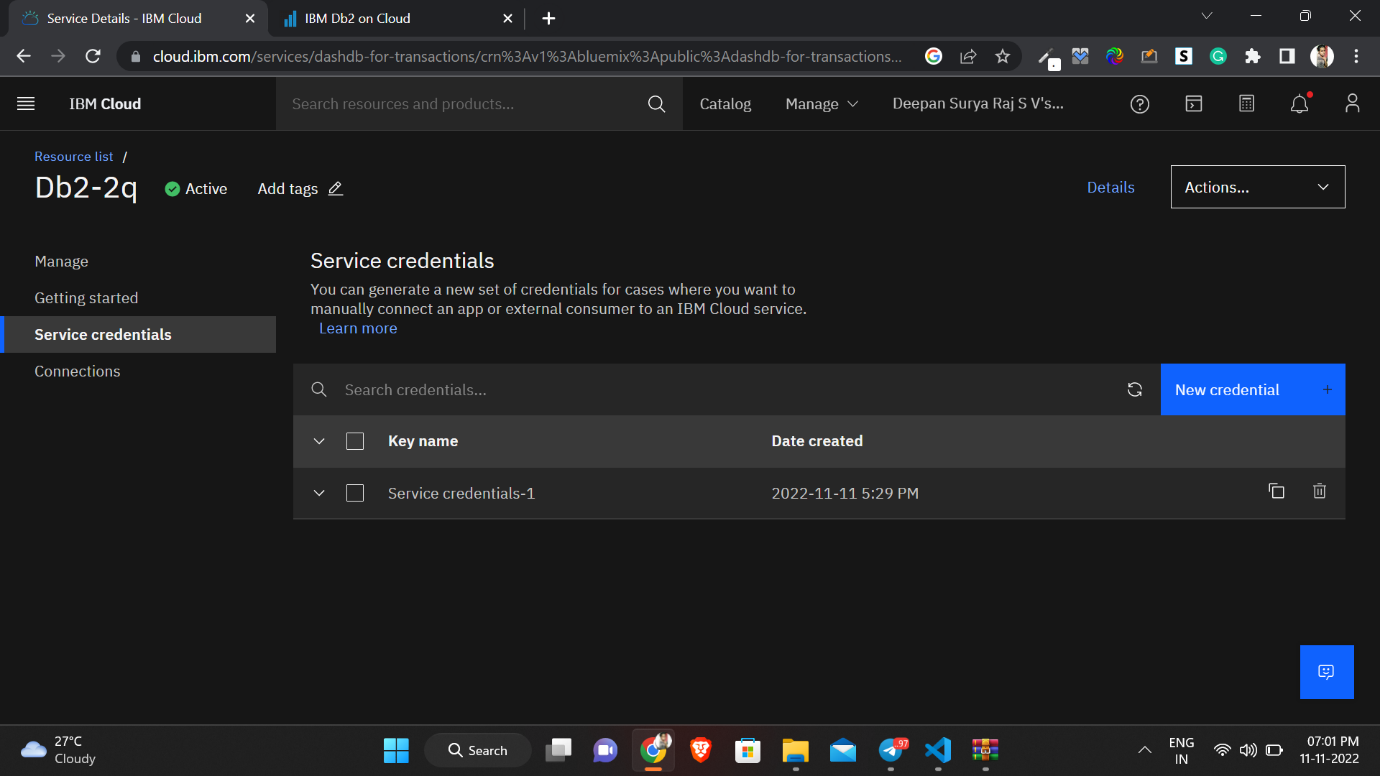 Service Details - IBM Cloud
IBM Db2 on Cloud
cloud.ibm.com/services/dashdb-for-transactions/crn%3Av1%3Abluemix%3Apublic%3Adashdb-for-transactions...
IBM Cloud
Search resources and products...
Catalog
Manage
Deepan Surya Raj S V's...
Resource list /
Db2-2q
Active
Add tags
Details
Actions...
Manage
Getting started
Service credentials
Connections
Service credentials
You can generate a new set of credentials for cases where you want to
manually connect an app or external consumer to an IBM Cloud service.
Learn more
Search credentials...
New credential +
Key name
Date created
Service credentials-1
2022-11-11 5:29 PM
27°C
Cloudy
Search
97
ENG
IN
07:01 PM
11-11-2022